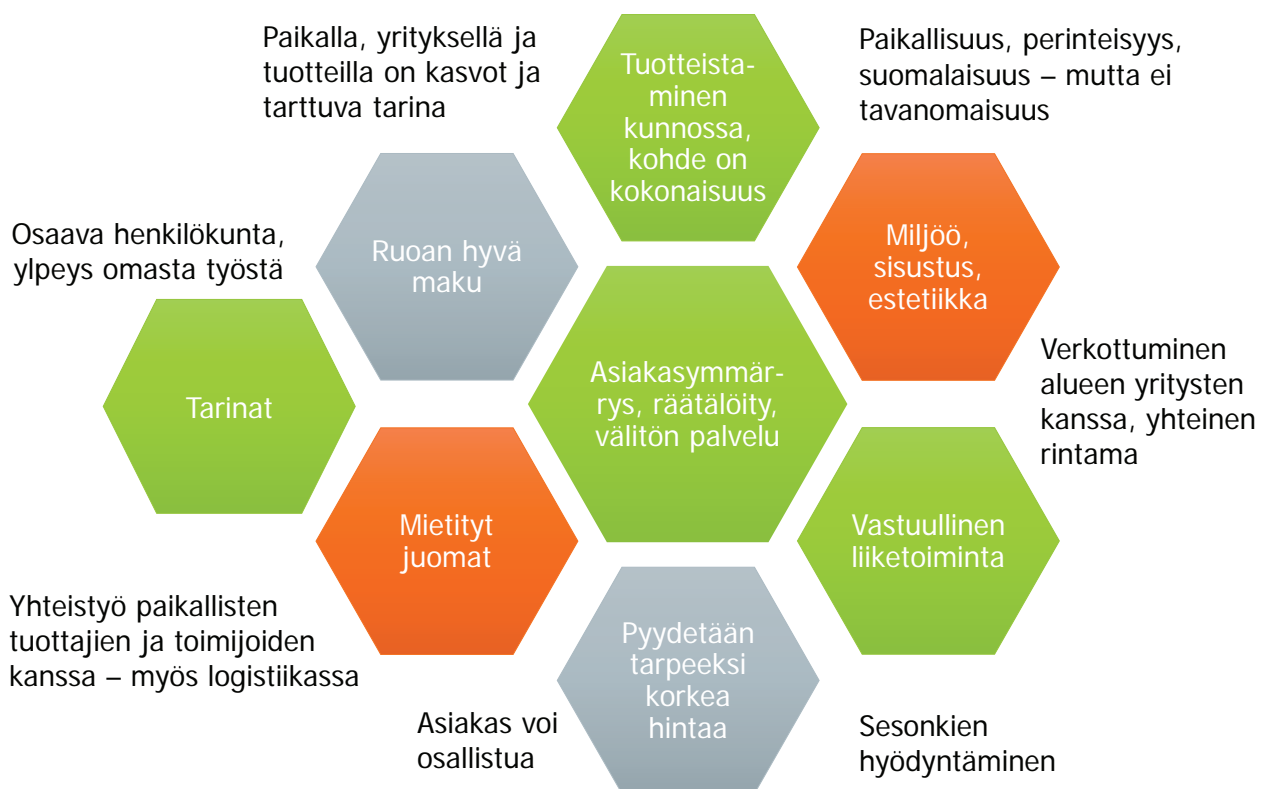 Paikalla, yrityksellä ja
tuotteilla on kasvot ja
tarttuva tarina
Tuotteista-
minen
kunnossa,
kohde on
kokonaisuus
Paikallisuus, perinteisyys,
suomalaisuus – mutta ei
tavanomaisuus
Osaava henkilökunta,
ylpeys omasta työstä
Ruoan hyvä
maku
Miljöö,
sisustus,
estetiikka
Tarinat
Asiakasymmär-
rys, räätälöity,
välitön palvelu
Verkottuminen
alueen yritysten
kanssa, yhteinen
rintama
Mietityt
juomat
Vastuullinen
liiketoiminta
Yhteistyö paikallisten
tuottajien ja toimijoiden
kanssa – myös logistiikassa
Pyydetään
tarpeeksi
korkea
hintaa
Asiakas voi
osallistua
Sesonkien
hyödyntäminen